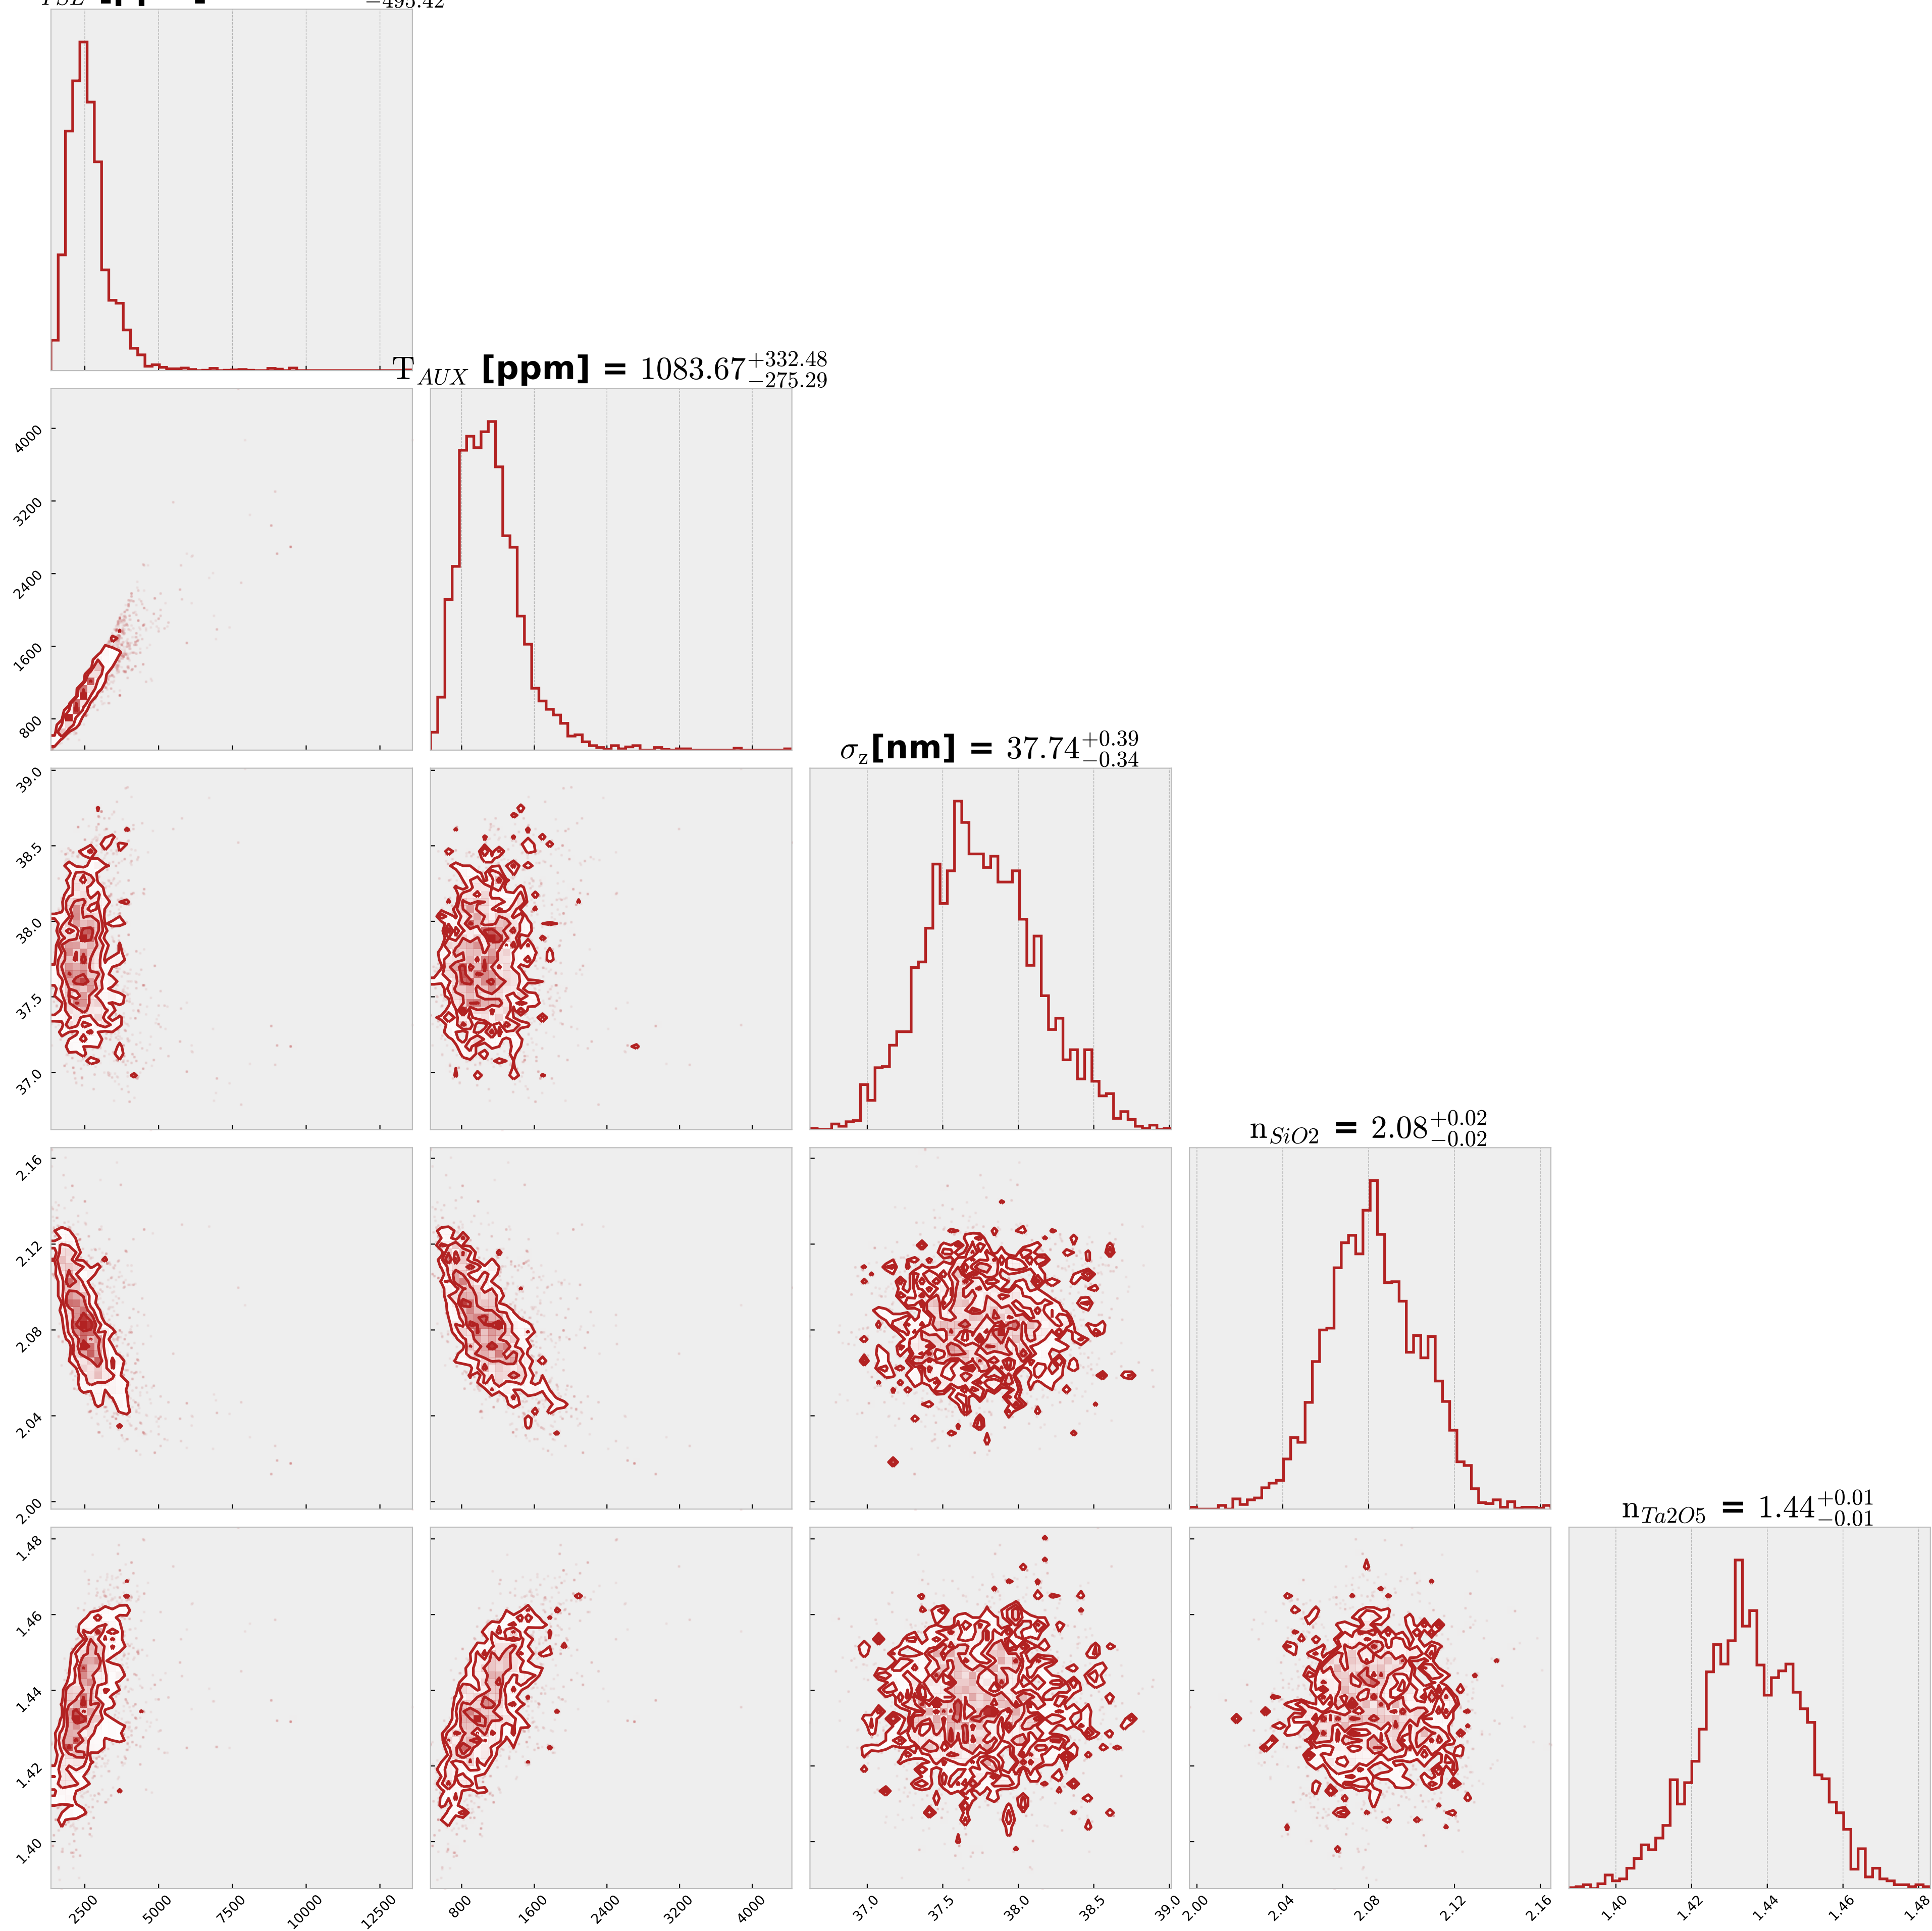 −495.42
T_AUX [ppm] = 1083.67 +332.48 −275.29
4000
3200
2400
1600
800
σ_z[nm] = 37.74 +0.39 −0.34
39.0
38.5
38.0
37.5
37.0
n_SiO2 = 2.08 +0.02 −0.02
2.16
2.12
2.08
2.04
2.00
n_Ta2O5 = 1.44 +0.01 −0.01
1.48
1.46
1.44
1.42
1.40
2500 5000 7500 10000 12500
800 1600 2400 3200 4000
37.0 37.5 38.0 38.5 39.0
2.00 2.04 2.08 2.12 2.16
1.40 1.42 1.44 1.46 1.48